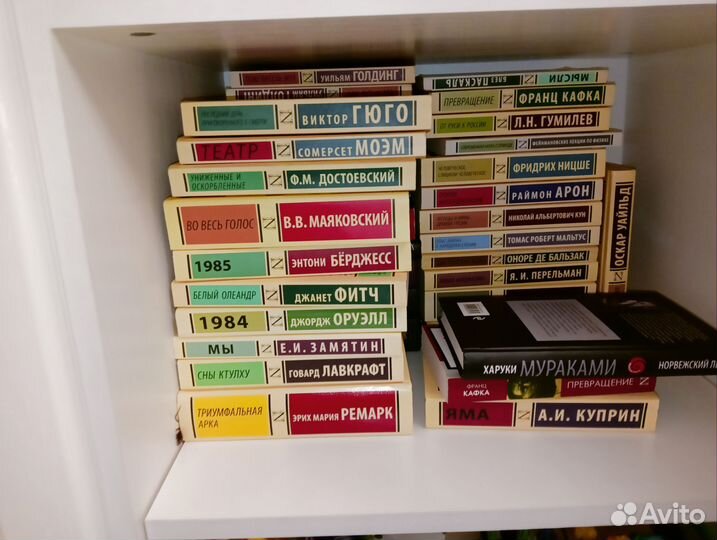 УИЛЬЯМ ГОЛДИНГ
ВИКТОР ГЮГО
ТЕАТР СОМЕРСЕТ МОЭМ
УНИЖЕННЫЕ И
ОСКОРБЛЕННЫЕ
Ф.М. ДОСТОЕВСКИЙ
ВО ВЕСЬ ГОЛОС В.В. МАЯКОВСКИЙ
1985 ЭНТОНИ БЁРДЖЕСС
БЕЛЫЙ ОЛЕАНДР ДЖАНЕТ ФИТЧ
1984 ДЖОРДЖ ОРУЭЛЛ
МЫ Е.И. ЗАМЯТИН
СНЫ КТУЛХУ ГОВАРД ЛАВКРАФТ
ТРИУМФАЛЬНАЯ
АРКА
ЭРИХ МАРИЯ РЕМАРК
БЛЕЗ ПАСКАЛЬ МЫСЛИ
ПРЕВРАЩЕНИЕ ФРАНЦ КАФКА
ОТ РУСИ К РОССИИ Л.Н. ГУМИЛЕВ
ФЕЙНМАНОВСКИЕ ЛЕКЦИИ ПО ФИЗИКЕ
ФРИДРИХ НИЦШЕ
РАЙМОН АРОН
НИКОЛАЙ АЛЬБЕРТОВИЧ КУН
ТОМАС РОБЕРТ МАЛЬТУС
ОНОРЕ ДЕ БАЛЬЗАК
Я. И. ПЕРЕЛЬМАН
ОСКАР УАЙЛЬД
ХАРУКИ МУРАКАМИ НОРВЕЖСКИЙ
ФРАНЦ
КАФКА
ПРЕВРАЩЕНИЕ
ЯМА А.И. КУПРИН
Avito